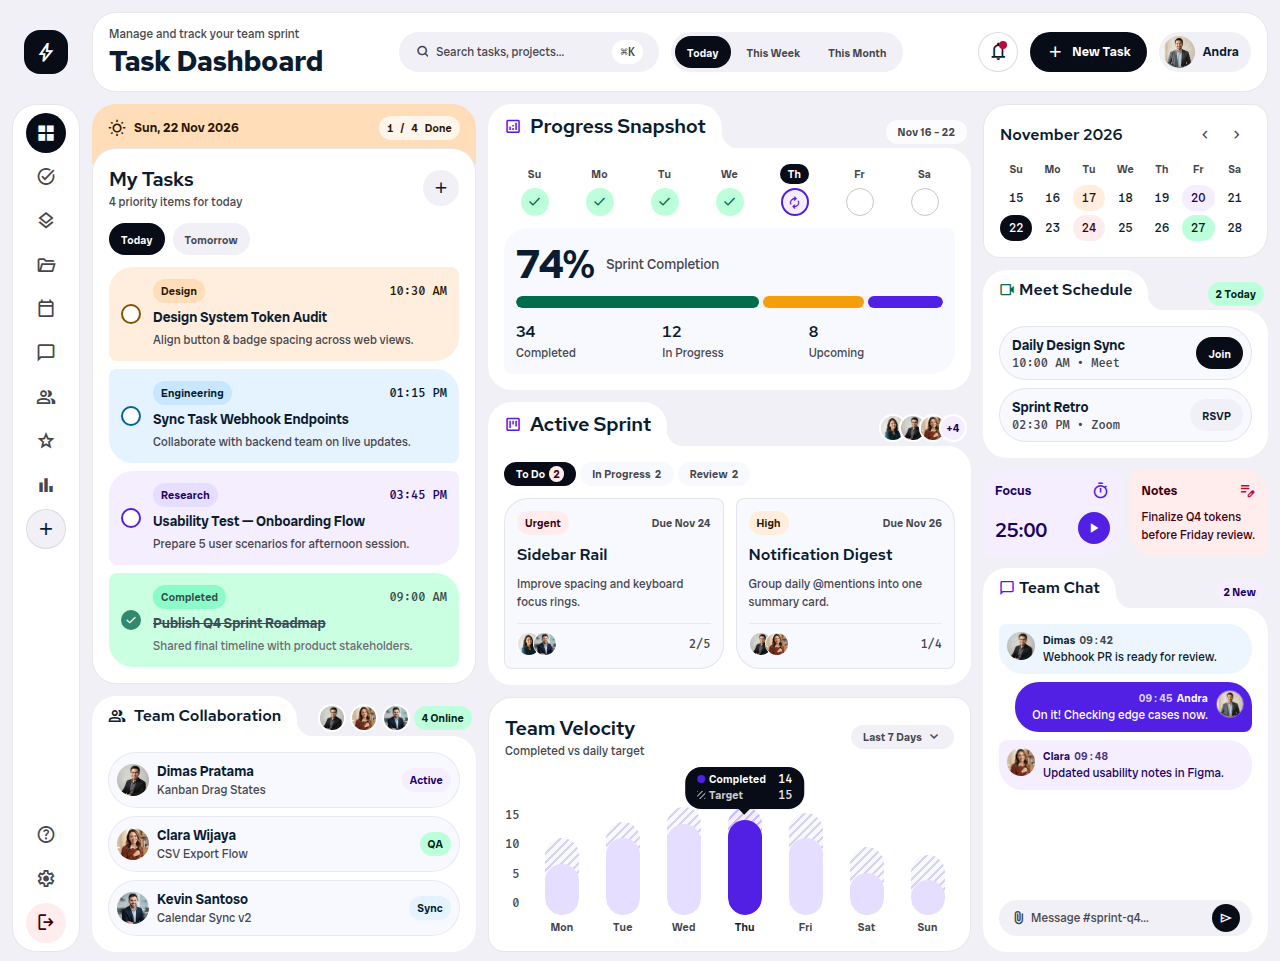 Manage and track your team sprint
Task Dashboard
Search tasks, projects...
⌘K
Today
This Week
This Month
New Task
Andra
Sun, 22 Nov 2026
1 / 4 Done
My Tasks
4 priority items for today
Today
Tomorrow
Design
10:30 AM
Design System Token Audit
Align button & badge spacing across web views.
Engineering
01:15 PM
Sync Task Webhook Endpoints
Collaborate with backend team on live updates.
Research
03:45 PM
Usability Test — Onboarding Flow
Prepare 5 user scenarios for afternoon session.
Completed
09:00 AM
Publish Q4 Sprint Roadmap
Shared final timeline with product stakeholders.
Team Collaboration
4 Online
Dimas Pratama
Kanban Drag States
Active
Clara Wijaya
CSV Export Flow
QA
Kevin Santoso
Calendar Sync v2
Sync
Progress Snapshot
Nov 16 – 22
Su Mo Tu We Th Fr Sa
74%
Sprint Completion
34
Completed
12
In Progress
8
Upcoming
Active Sprint
+4
To Do 2
In Progress 2
Review 2
Urgent
Due Nov 24
Sidebar Rail
Improve spacing and keyboard
focus rings.
2/5
High
Due Nov 26
Notification Digest
Group daily @mentions into one
summary card.
1/4
Team Velocity
Completed vs daily target
Last 7 Days
Completed 14
Target 15
15
10
5
0
Mon Tue Wed Thu Fri Sat Sun
November 2026
Su Mo Tu We Th Fr Sa
15 16 17 18 19 20 21
22 23 24 25 26 27 28
Meet Schedule
2 Today
Daily Design Sync
10:00 AM • Meet
Join
Sprint Retro
02:30 PM • Zoom
RSVP
Focus
25:00
Notes
Finalize Q4 tokens
before Friday review.
Team Chat
2 New
Dimas 09:42
Webhook PR is ready for review.
09:45 Andra
On it! Checking edge cases now.
Clara 09:48
Updated usability notes in Figma.
Message #sprint-q4...